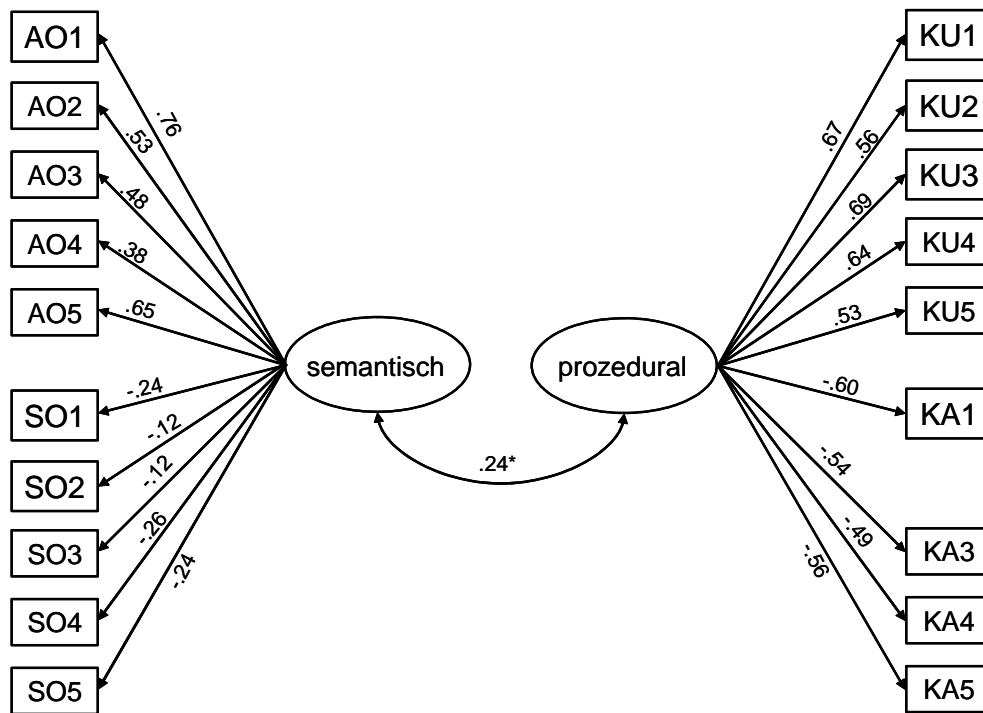 AO1
AO2
AO3
AO4
AO5
SO1
SO2
SO3
SO4
SO5
.76
.53
.48
.38
.65
-.24
-.12
-.12
-.26
-.24
semantisch
.24*
prozedural
.67
.56
.69
.64
.53
-.60
-.54
-.49
-.56
KU1
KU2
KU3
KU4
KU5
KA1
KA3
KA4
KA5